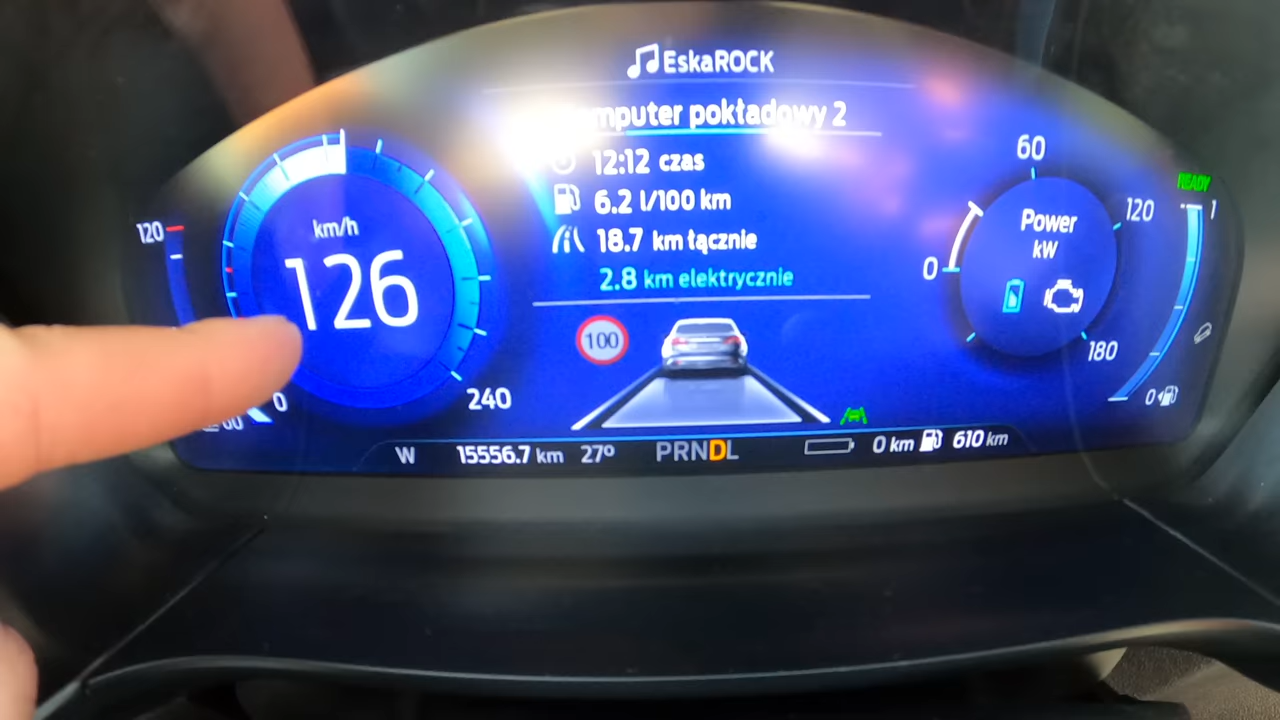 EskaROCK
pokładowy 2
12:12 czas
6.2 l/100 km
18.7 km łącznie
2.8 km elektrycznie
120
km/h
126
0
240
100
60
Power
kW
0
120
180
READY
1
0
W 15556.7 km 27° PRNDL 0 km 610 km